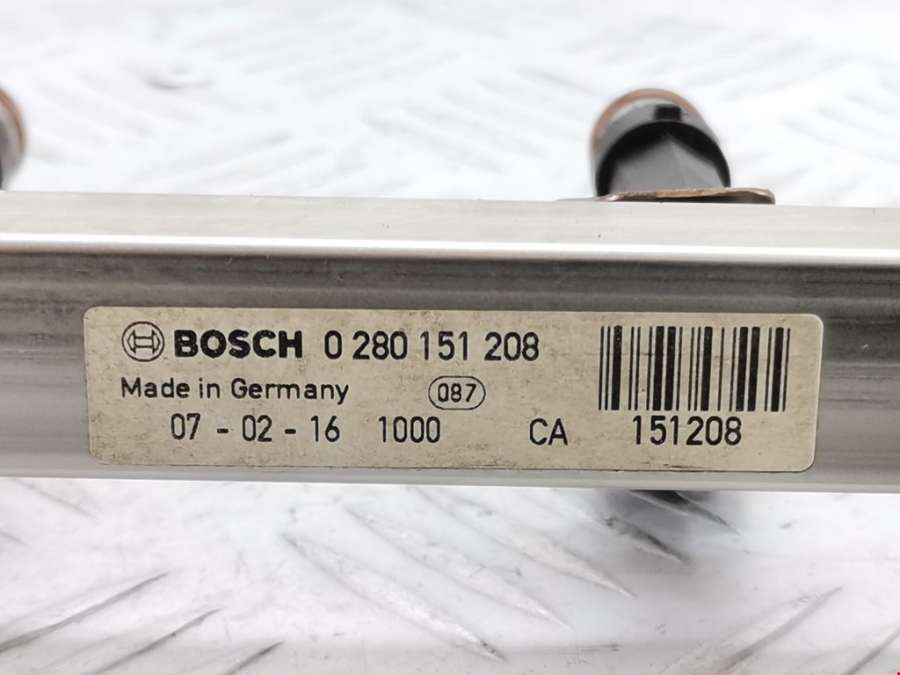 BOSCH 0 280 151 208
Made in Germany 087
07 - 02 - 16 1000 CA 151208